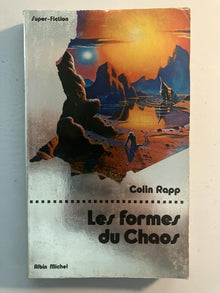 Super-Fiction
Colin Rapp
Les formes
du Chaos
Albin Michel